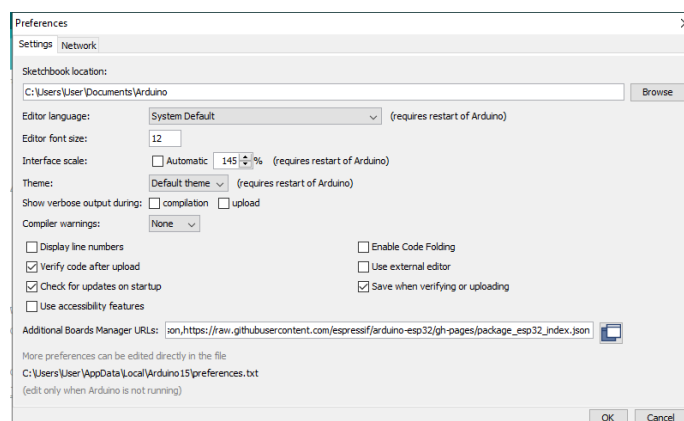 Preferences
Settings Network
Sketchbook location:
C:\Users\User\Documents\Arduino Browse
Editor language: System Default (requires restart of Arduino)
Editor font size: 12
Interface scale: Automatic 145 % (requires restart of Arduino)
Theme: Default theme (requires restart of Arduino)
Show verbose output during: compilation upload
Compiler warnings: None
Display line numbers Enable Code Folding
Verify code after upload Use external editor
Check for updates on startup Save when verifying or uploading
Use accessibility features
Additional Boards Manager URLs: on,https://raw.githubusercontent.com/espressif/arduino-esp32/gh-pages/package_esp32_index.json
More preferences can be edited directly in the file
C:\Users\User\AppData\Local\Arduino15\preferences.txt
(edit only when Arduino is not running)
OK Cancel